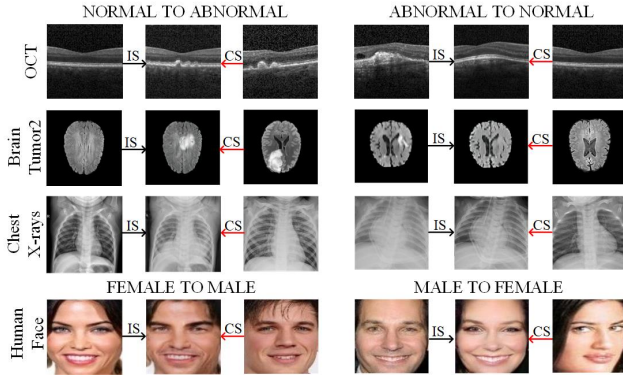 NORMAL TO ABNORMAL
ABNORMAL TO NORMAL
OCT
IS
CS
IS
CS
Brain
Tumor2
IS
CS
IS
CS
Chest
X-rays
IS
CS
IS
CS
FEMALE TO MALE
MALE TO FEMALE
Human
Face
IS
CS
IS
CS